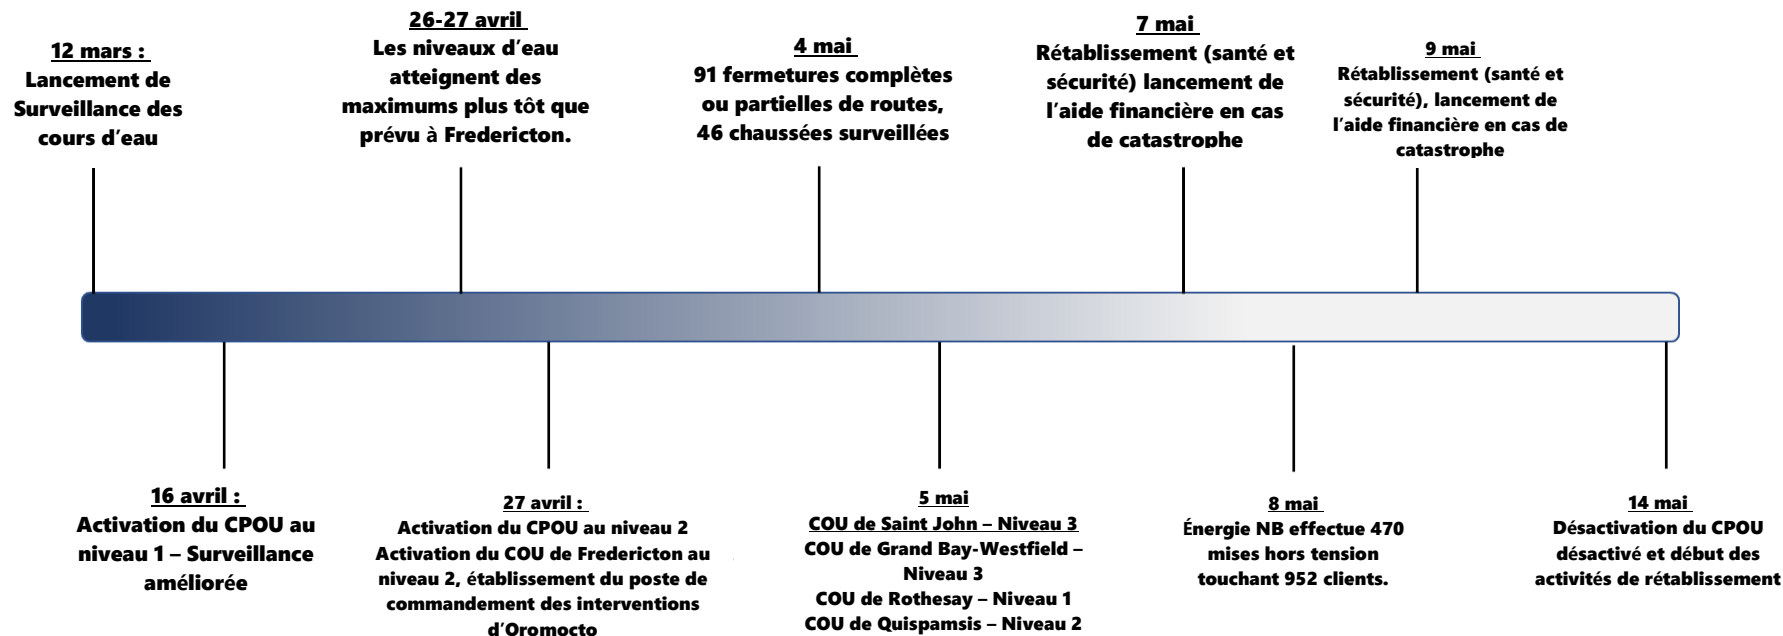 12 mars :
Lancement de
Surveillance des
cours d'eau
26-27 avril
Les niveaux d'eau
atteignent des
maximums plus tôt que
prévu à Fredericton.
4 mai
91 fermetures complètes
ou partielles de routes,
46 chaussées surveillées
7 mai
Rétablissement (santé et
sécurité) lancement de
l'aide financière en cas
de catastrophe
9 mai
Rétablissement (santé et
sécurité), lancement de
l'aide financière en cas de
catastrophe
16 avril :
Activation du CPOU au
niveau 1 – Surveillance
améliorée
27 avril :
Activation du CPOU au niveau 2
Activation du COU de Fredericton au
niveau 2, établissement du poste de
commandement des interventions
d'Oromocto
5 mai
COU de Saint John – Niveau 3
COU de Grand Bay-Westfield –
Niveau 3
COU de Rothesay – Niveau 1
COU de Quispamsis – Niveau 2
8 mai
Énergie NB effectue 470
mises hors tension
touchant 952 clients.
14 mai
Désactivation du CPOU
désactivé et début des
activités de rétablissement